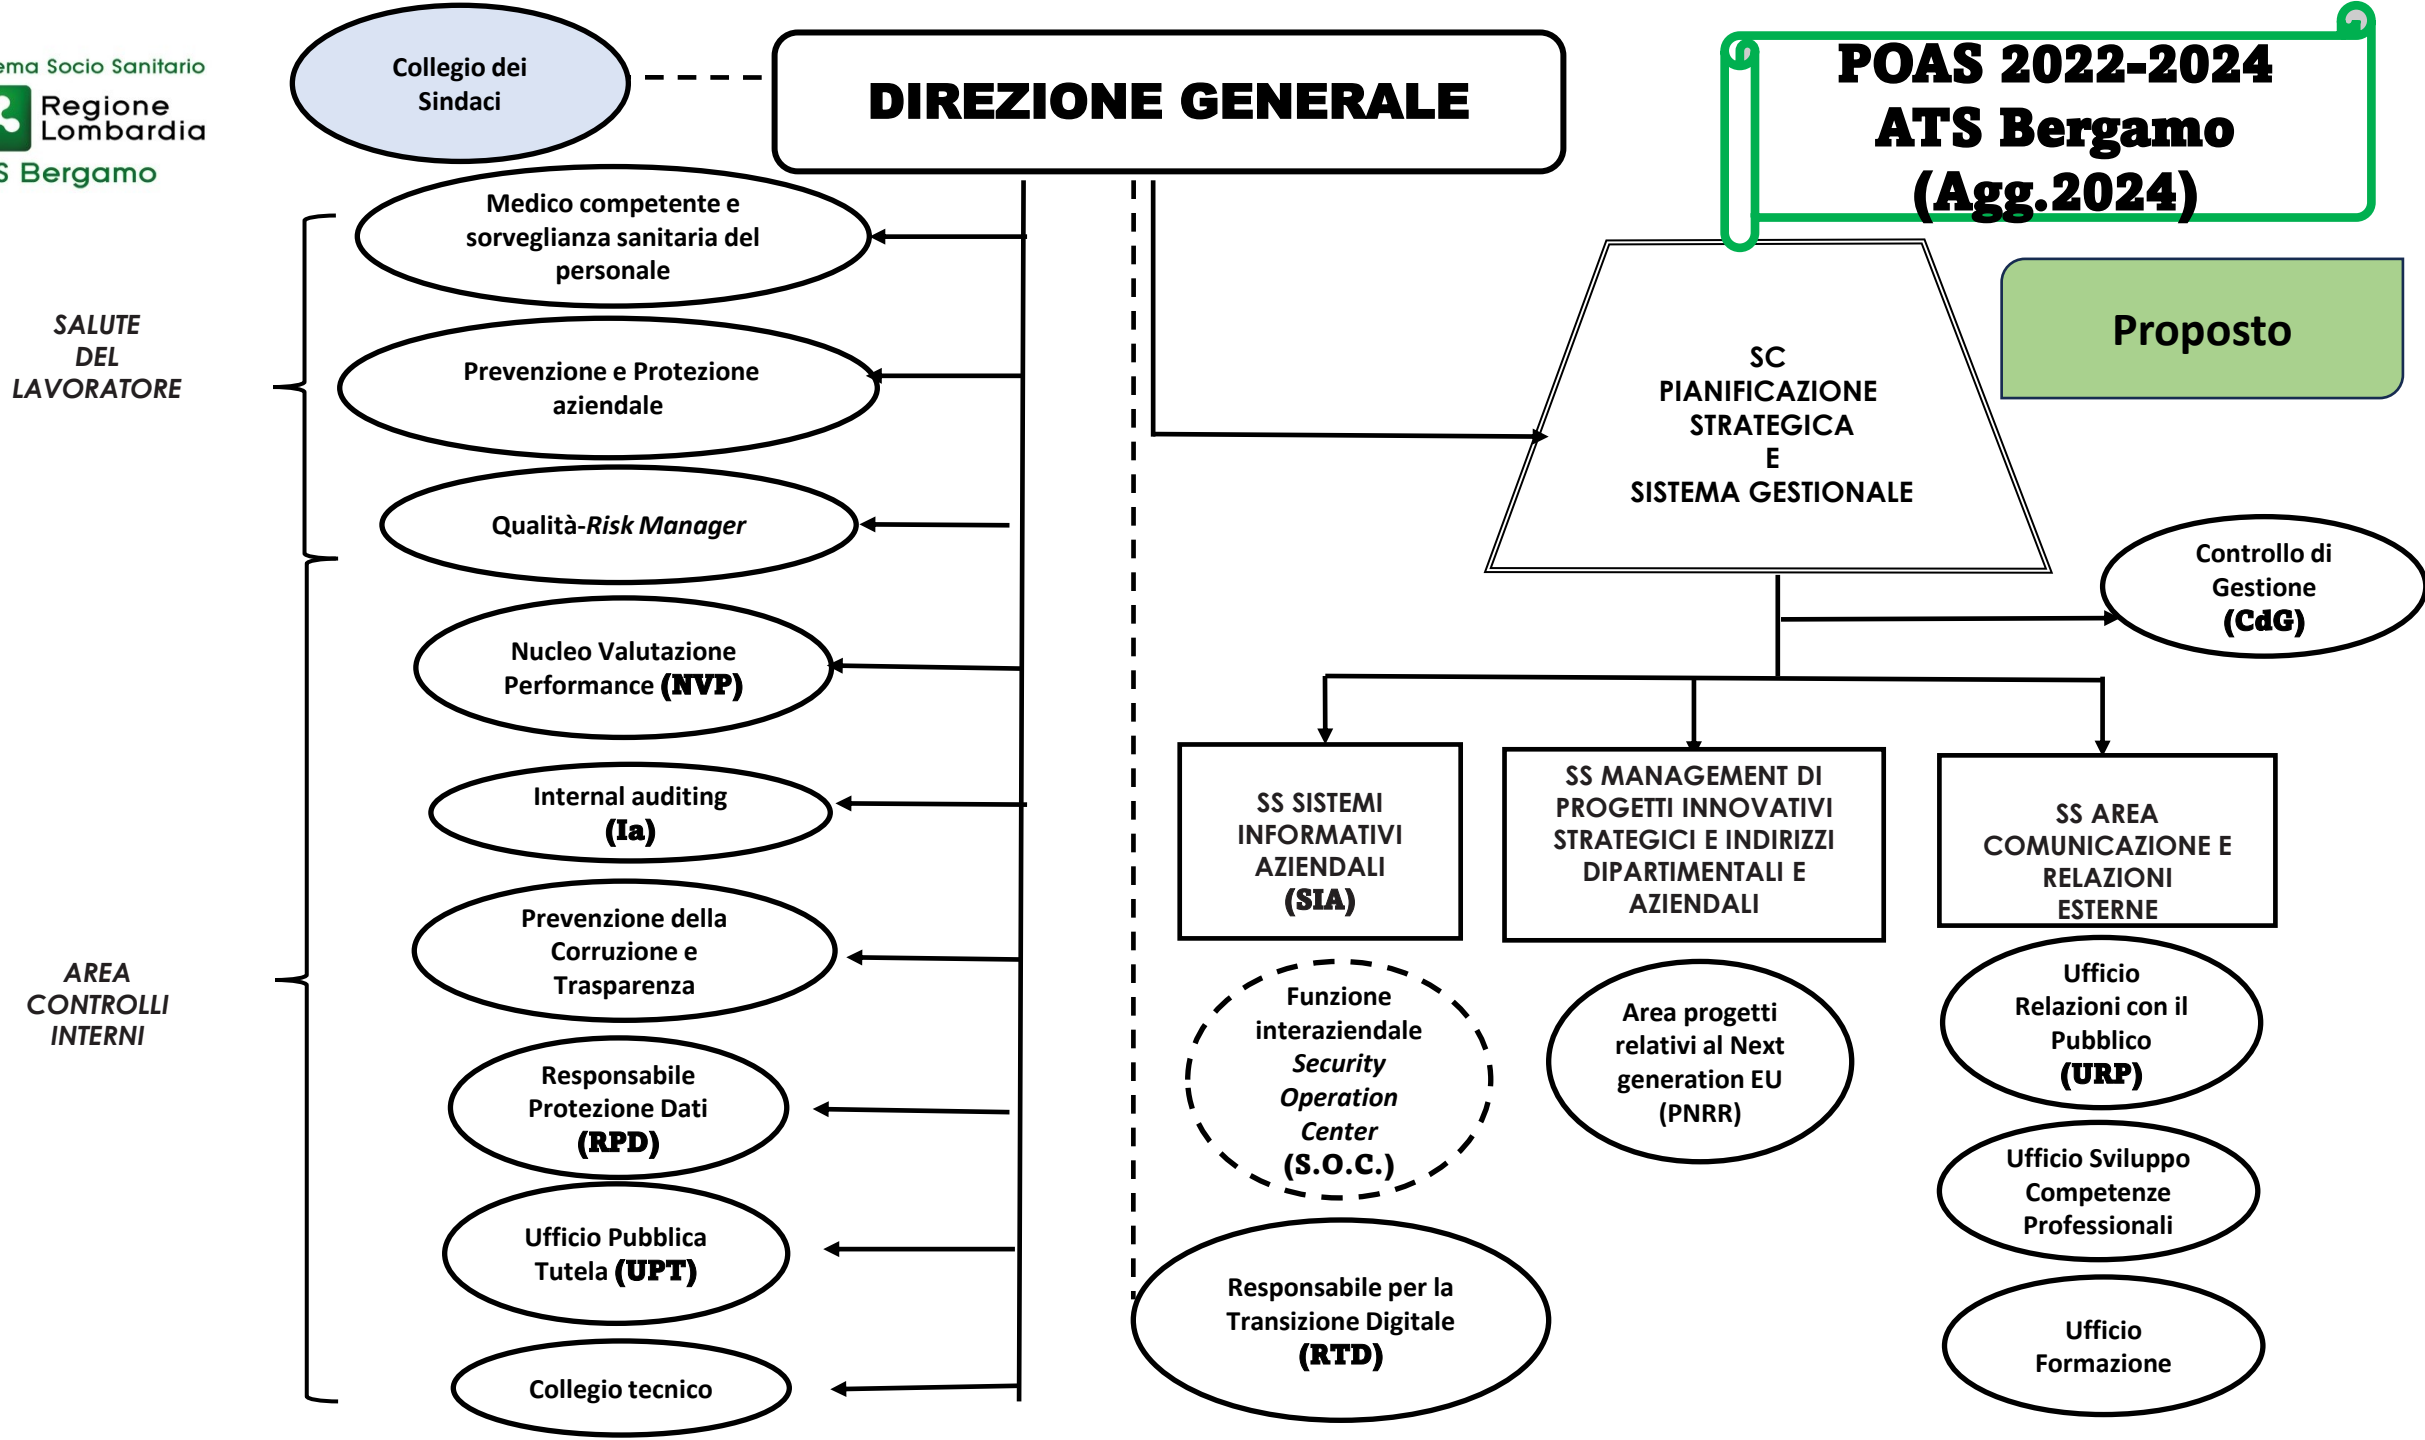 ema Socio Sanitario
Regione
Lombardia
S Bergamo
Collegio dei
Sindaci
DIREZIONE GENERALE
POAS 2022-2024
ATS Bergamo
(Agg.2024)
Proposto
SALUTE
DEL
LAVORATORE
Medico competente e
sorveglianza sanitaria del
personale
Prevenzione e Protezione
aziendale
Qualità-Risk Manager
AREA
CONTROLLI
INTERNI
Nucleo Valutazione
Performance (NVP)
Internal auditing
(Ia)
Prevenzione della
Corruzione e
Trasparenza
Responsabile
Protezione Dati
(RPD)
Ufficio Pubblica
Tutela (UPT)
Collegio tecnico
SC
PIANIFICAZIONE
STRATEGICA
E
SISTEMA GESTIONALE
Controllo di
Gestione
(CdG)
SS SISTEMI
INFORMATIVI
AZIENDALI
(SIA)
Funzione
interaziendale
Security
Operation
Center
(S.O.C.)
Responsabile per la
Transizione Digitale
(RTD)
SS MANAGEMENT DI
PROGETTI INNOVATIVI
STRATEGICI E INDIRIZZI
DIPARTIMENTALI E
AZIENDALI
Area progetti
relativi al Next
generation EU
(PNRR)
SS AREA
COMUNICAZIONE E
RELAZIONI
ESTERNE
Ufficio
Relazioni con il
Pubblico
(URP)
Ufficio Sviluppo
Competenze
Professionali
Ufficio
Formazione